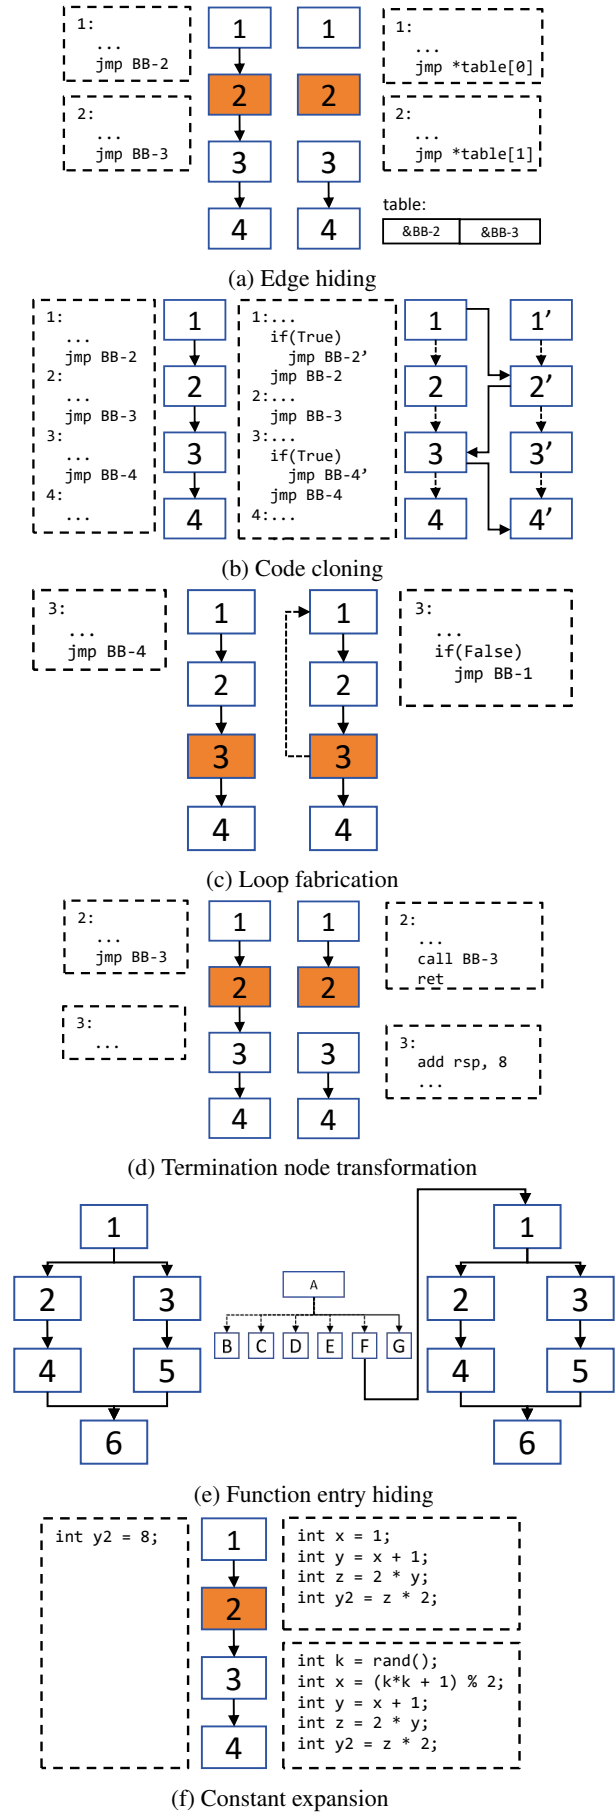 1:
...
jmp BB-2
2:
...
jmp BB-3
1
2
3
4
1
2
3
4
1:
...
jmp *table[0]
2:
...
jmp *table[1]
table:
&BB-2 &BB-3
(a) Edge hiding
1:
...
jmp BB-2
2:
...
jmp BB-3
3:
...
jmp BB-4
4:
...
1
2
3
4
1:...
if(True)
jmp BB-2’
jmp BB-2
2:...
jmp BB-3
3:...
if(True)
jmp BB-4’
jmp BB-4
4:...
1 1’
2 2’
3 3’
4 4’
(b) Code cloning
3:
...
jmp BB-4
1
2
3
4
1
2
3
4
3:
...
if(False)
jmp BB-1
(c) Loop fabrication
2:
...
jmp BB-3
3:
...
1
2
3
4
1
2
3
4
2:
...
call BB-3
ret
3:
add rsp, 8
...
(d) Termination node transformation
1
2 3
4 5
6
A
B C D E F G
1
2 3
4 5
6
(e) Function entry hiding
int y2 = 8;
1
2
3
4
int x = 1;
int y = x + 1;
int z = 2 * y;
int y2 = z * 2;
int k = rand();
int x = (k*k + 1) % 2;
int y = x + 1;
int z = 2 * y;
int y2 = z * 2;
(f) Constant expansion